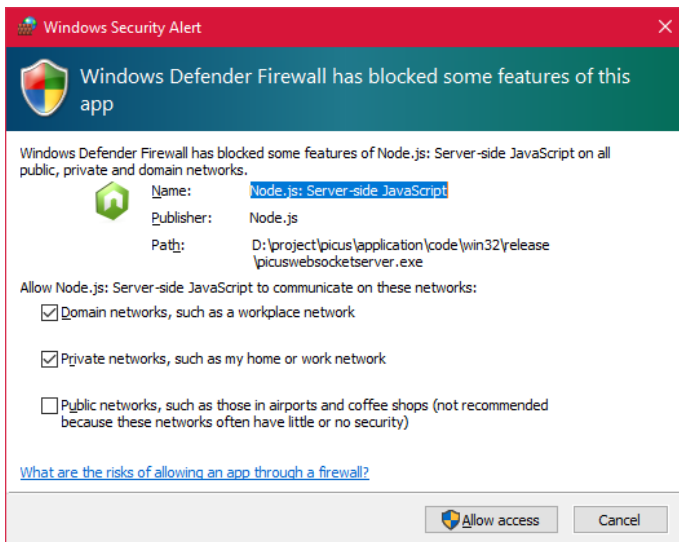 Windows Security Alert
Windows Defender Firewall has blocked some features of this
app
Windows Defender Firewall has blocked some features of Node.js: Server-side JavaScript on all
public, private and domain networks.
Name: Node.js: Server-side JavaScript
Publisher: Node.js
Path: D:\project\picus\application\code\win32\release
\picuswebsocketserver.exe
Allow Node.js: Server-side JavaScript to communicate on these networks:
Domain networks, such as a workplace network
Private networks, such as my home or work network
Public networks, such as those in airports and coffee shops (not recommended
because these networks often have little or no security)
What are the risks of allowing an app through a firewall?
Allow access Cancel